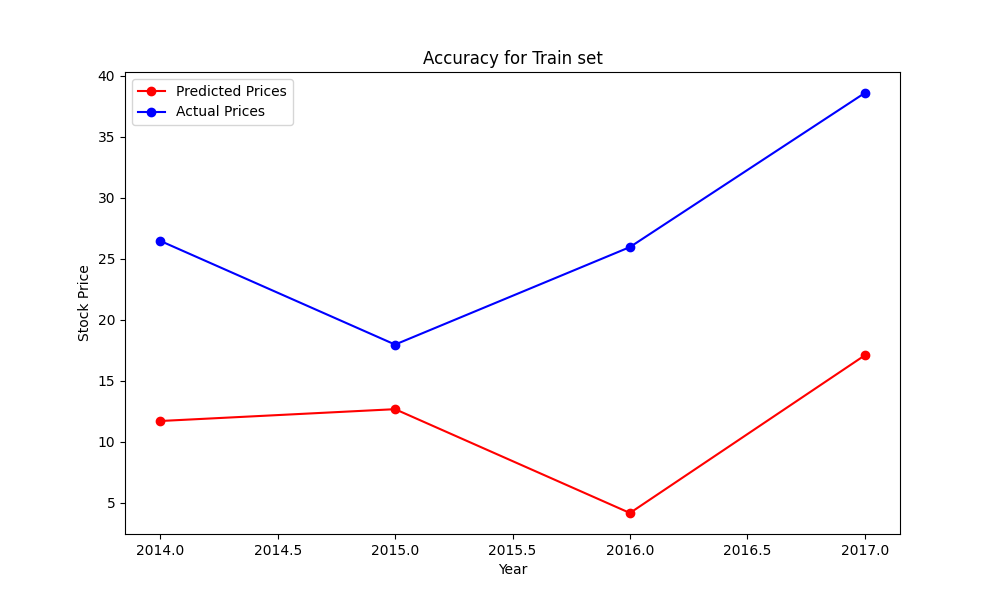 Accuracy for Train set
Predicted Prices
Actual Prices
40
35
30
25
20
15
10
5
Stock Price
2014.0 2014.5 2015.0 2015.5 2016.0 2016.5 2017.0
Year